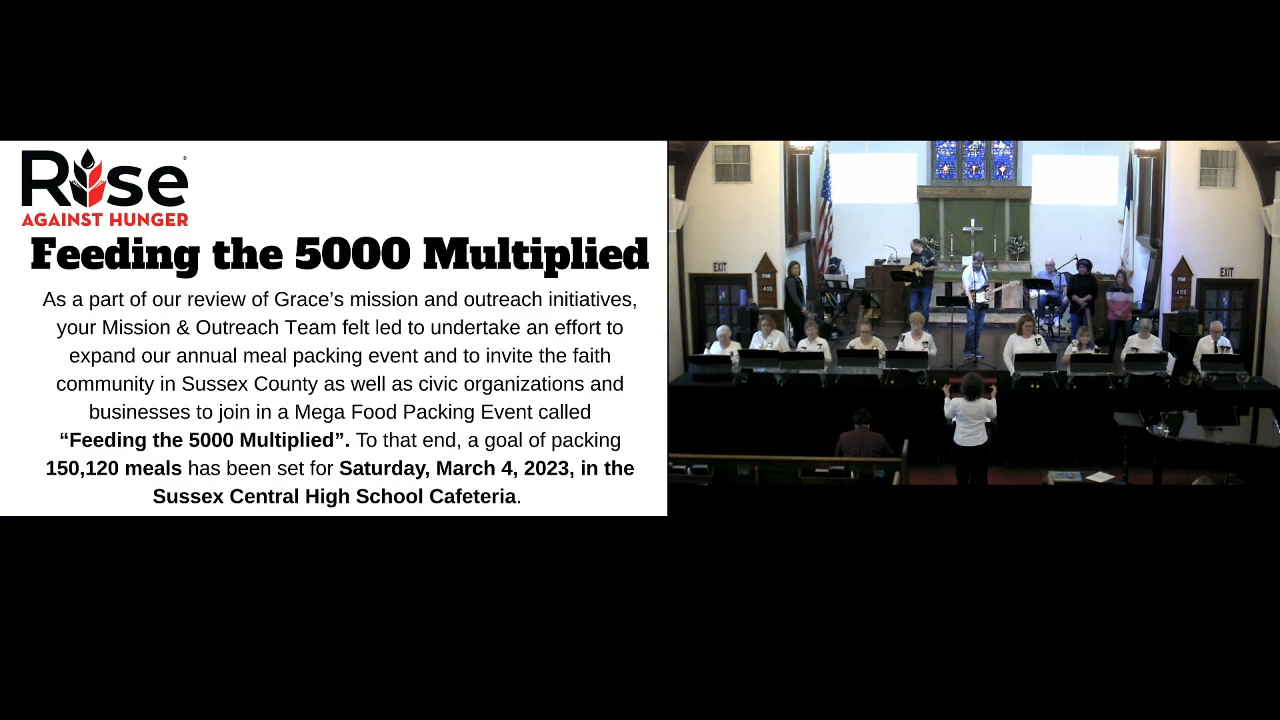 Rise®
AGAINST HUNGER
Feeding the 5000 Multiplied
As a part of our review of Grace’s mission and outreach initiatives,
your Mission & Outreach Team felt led to undertake an effort to
expand our annual meal packing event and to invite the faith
community in Sussex County as well as civic organizations and
businesses to join in a Mega Food Packing Event called
“Feeding the 5000 Multiplied”. To that end, a goal of packing
150,120 meals has been set for Saturday, March 4, 2023, in the
Sussex Central High School Cafeteria.
EXIT
EXIT